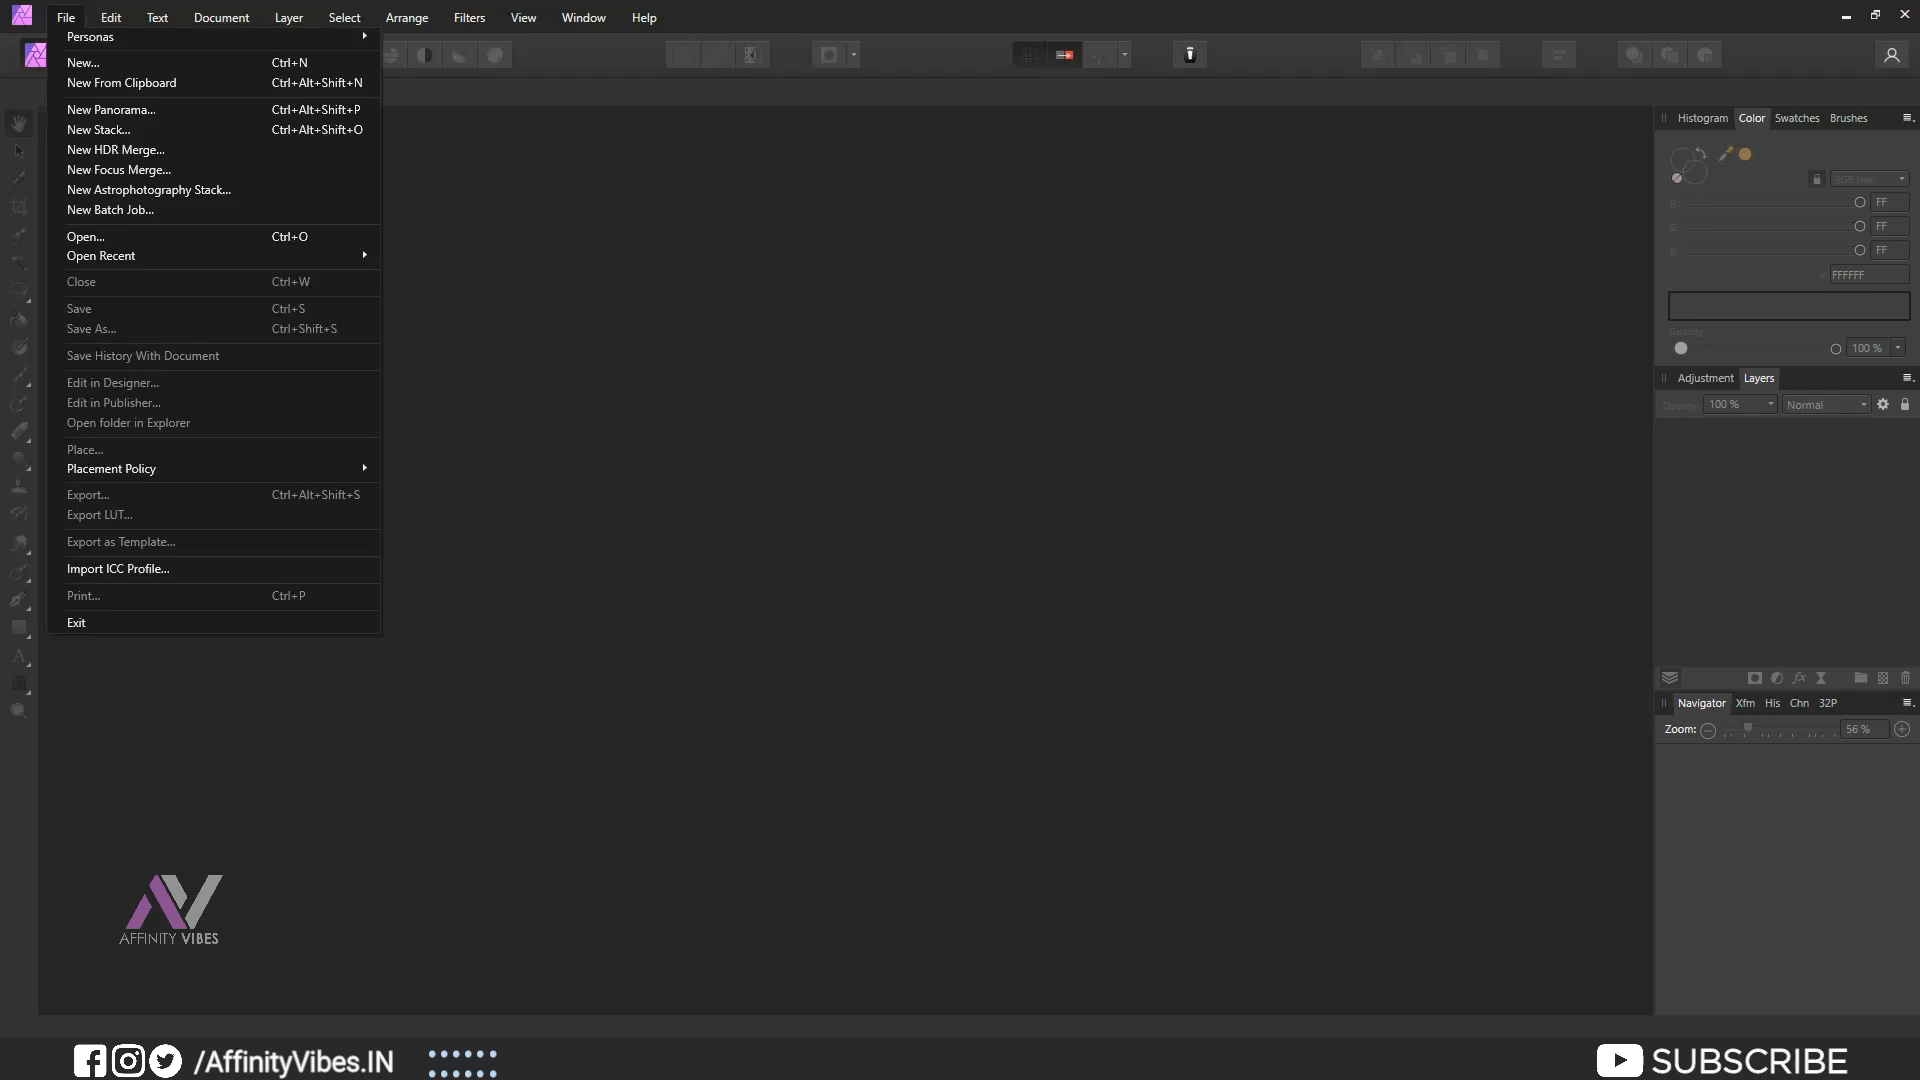 File Edit Text Document Layer Select Arrange Filters View Window Help
Personas
New... Ctrl+N
New From Clipboard Ctrl+Alt+Shift+N
New Panorama... Ctrl+Alt+Shift+P
New Stack... Ctrl+Alt+Shift+O
New HDR Merge...
New Focus Merge...
New Astrophotography Stack...
New Batch Job...
Open... Ctrl+O
Open Recent
Close Ctrl+W
Save Ctrl+S
Save As... Ctrl+Shift+S
Save History With Document
Edit in Designer...
Edit in Publisher...
Open folder in Explorer
Place...
Placement Policy
Export... Ctrl+Alt+Shift+S
Export LUT...
Export as Template...
Import ICC Profile...
Print... Ctrl+P
Exit
Histogram Color Swatches Brushes
RGB Hex
R: FF
G: FF
B: FF
# FFFFFF
Opacity
100 %
Adjustment Layers
Opacity: 100 % Normal
fx
Navigator Xfm His Chn 32P
Zoom: 56 %
AFFINITY VIBES
/AffinityVibes.IN
SUBSCRIBE